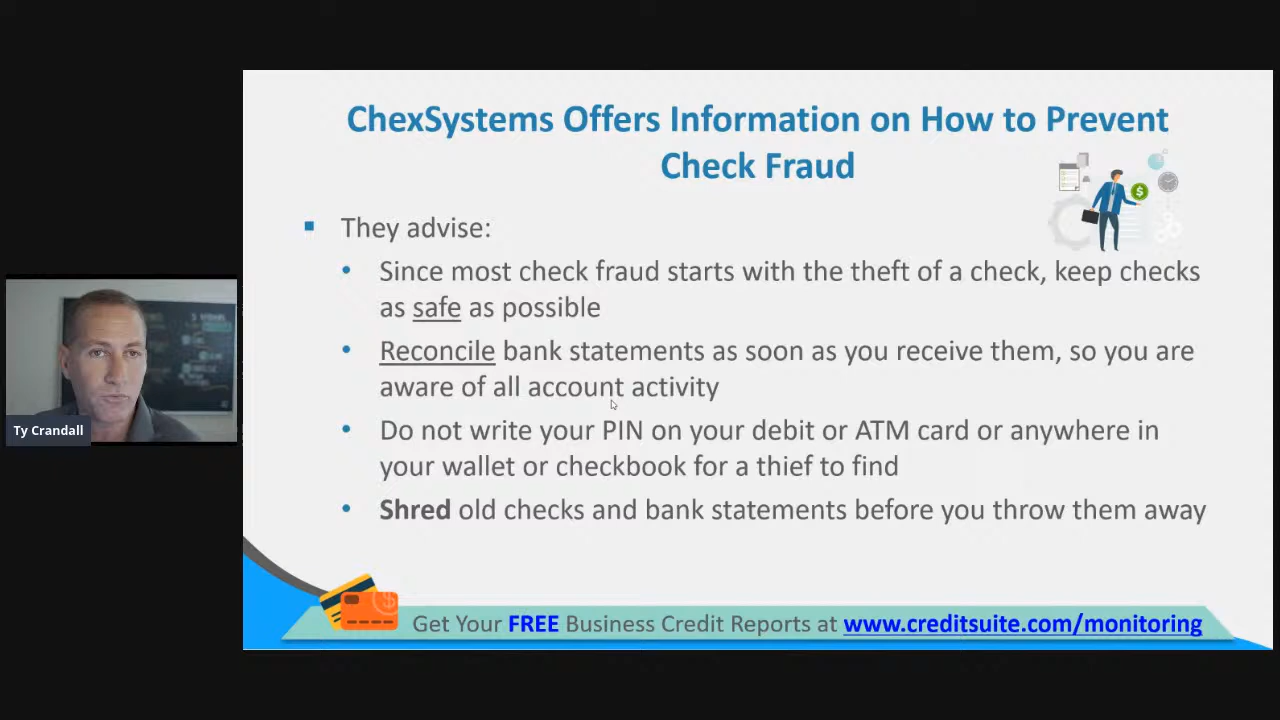 ChexSystems Offers Information on How to Prevent
Check Fraud
They advise:
Since most check fraud starts with the theft of a check, keep checks
as safe as possible
Reconcile bank statements as soon as you receive them, so you are
aware of all account activity
Do not write your PIN on your debit or ATM card or anywhere in
your wallet or checkbook for a thief to find
Shred old checks and bank statements before you throw them away
Ty Crandall
Get Your FREE Business Credit Reports at www.creditsuite.com/monitoring